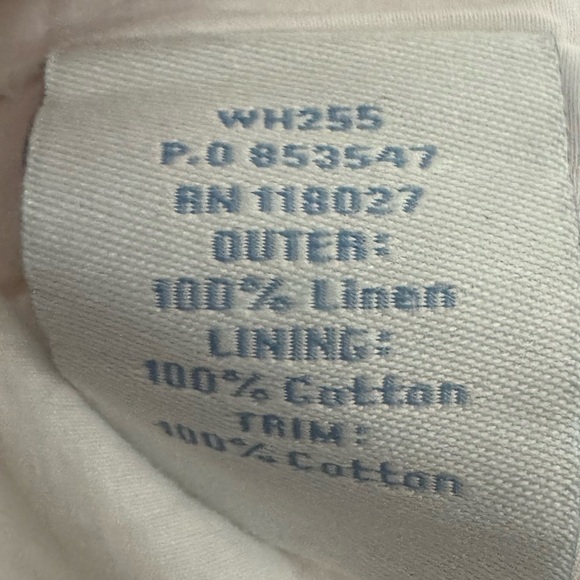 WH255
P.O 853547
RN 118027
OUTER:
100% Linen
LINING:
100% Cotton
TRIM:
100% Cotton